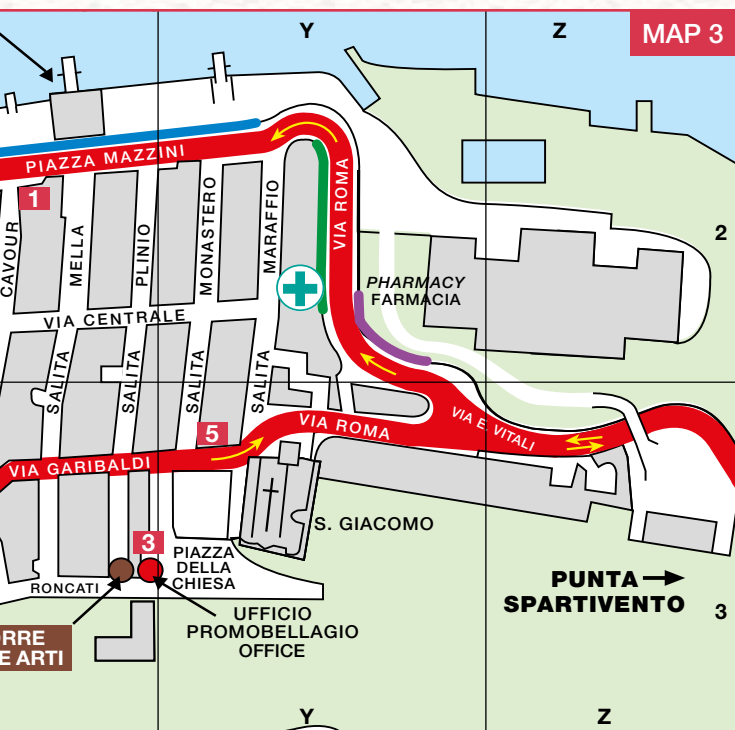 Y
Z
MAP 3
PIAZZA MAZZINI
1
CAVOUR
MELLA
PLINIO
MONASTERO
MARAFFIO
VIA ROMA
2
PHARMACY
FARMACIA
VIA CENTRALE
SALITA
SALITA
SALITA
SALITA
5
VIA ROMA
VIA E. VITALI
VIA GARIBALDI
S. GIACOMO
3
PIAZZA
DELLA
CHIESA
RONCATI
PUNTA
SPARTIVENTO
3
UFFICIO
PROMOBELLAGIO
OFFICE
ORRE
E ARTI
Y
Z